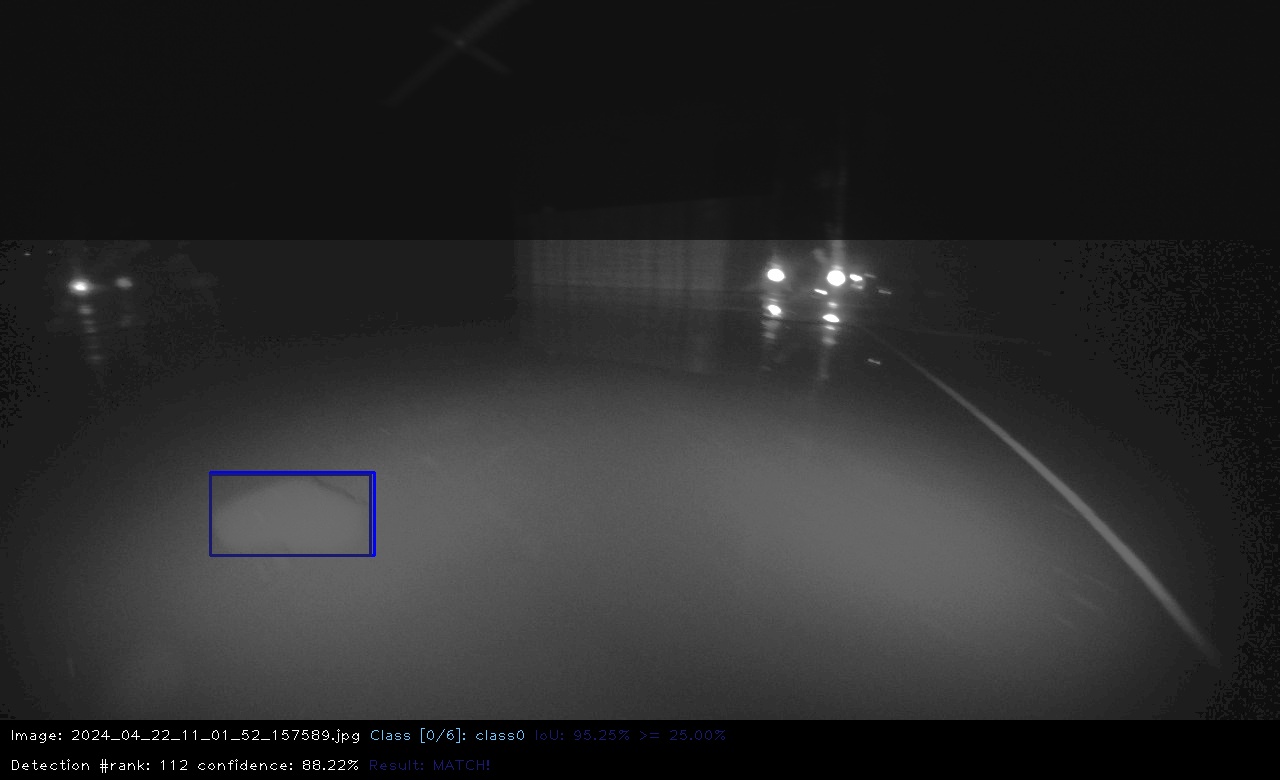 Image: 2024_04_22_11_01_52_157589.jpg Class [0/6]: class0 IoU: 95.25% >= 25.00%
Detection #rank: 112 confidence: 88.22% Result: MATCH!